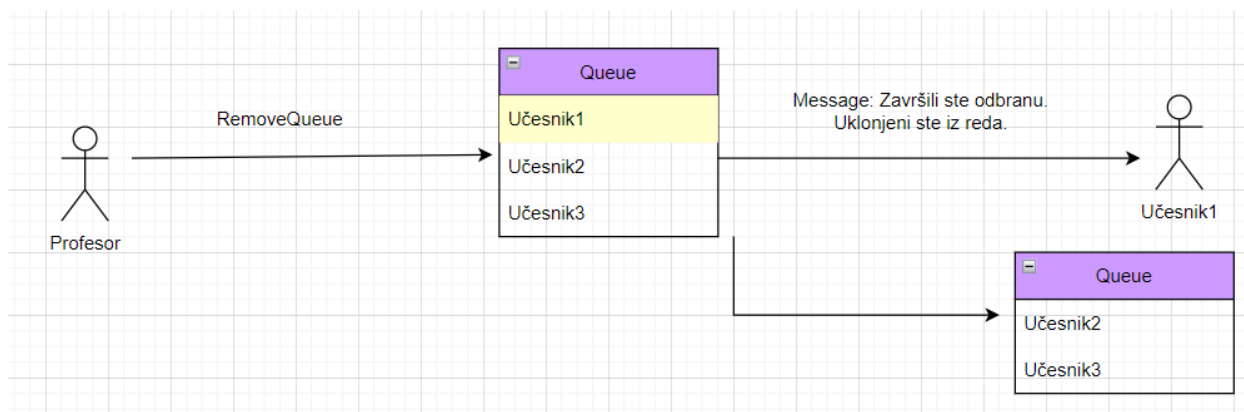 Queue
Učesnik1
Učesnik2
Učesnik3
RemoveQueue
Profesor
Message: Završili ste odbranu.
Uklonjeni ste iz reda.
Učesnik1
Queue
Učesnik2
Učesnik3